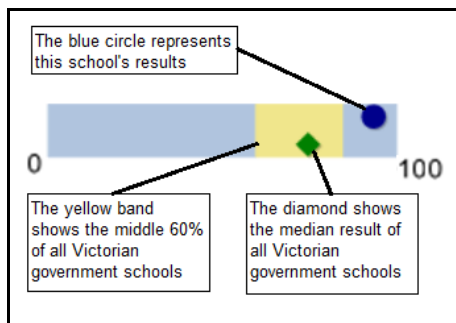 The blue circle represents
this school's results
0
100
The yellow band
shows the middle 60%
of all Victorian
government schools
The diamond shows
the median result of
all Victorian
government schools